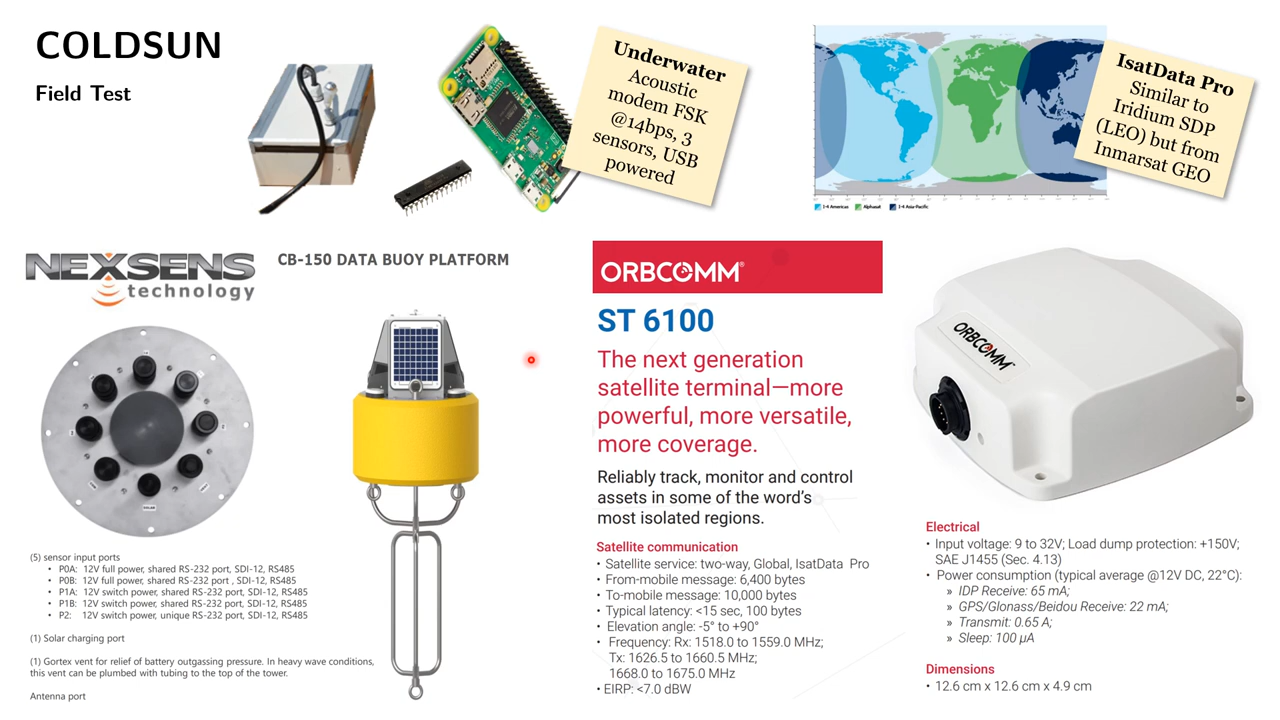 COLDSUN
Field Test
Underwater
Acoustic
modem FSK
@14bps, 3
sensors, USB
powered
I-4 Americas
Alphasat
I-4 Asia-Pacific
IsatData Pro
Similar to
Iridium SDP
(LEO) but from
Inmarsat GEO
NEXSENS
technology
CB-150 DATA BUOY PLATFORM
(5) sensor input ports
• P0A: 12V full power, shared RS-232 port, SDI-12, RS485
• P0B: 12V full power, shared RS-232 port , SDI-12, RS485
• P1A: 12V switch power, shared RS-232 port, SDI-12, RS485
• P1B: 12V switch power, shared RS-232 port, SDI-12, RS485
• P2: 12V switch power, unique RS-232 port, SDI-12, RS485
(1) Solar charging port
(1) Gortex vent for relief of battery outgassing pressure. In heavy wave conditions,
this vent can be plumbed with tubing to the top of the tower.
Antenna port
ORBCOMM®
ST 6100
The next generation
satellite terminal—more
powerful, more versatile,
more coverage.
Reliably track, monitor and control
assets in some of the word's
most isolated regions.
Satellite communication
• Satellite service: two-way, Global, IsatData Pro
• From-mobile message: 6,400 bytes
• To-mobile message: 10,000 bytes
• Typical latency: <15 sec, 100 bytes
• Elevation angle: -5° to +90°
• Frequency: Rx: 1518.0 to 1559.0 MHz;
Tx: 1626.5 to 1660.5 MHz;
1668.0 to 1675.0 MHz
• EIRP: <7.0 dBW
ORBCOMM
Electrical
• Input voltage: 9 to 32V; Load dump protection: +150V;
SAE J1455 (Sec. 4.13)
• Power consumption (typical average @12V DC, 22°C):
» IDP Receive: 65 mA;
» GPS/Glonass/Beidou Receive: 22 mA;
» Transmit: 0.65 A;
» Sleep: 100 µA
Dimensions
• 12.6 cm x 12.6 cm x 4.9 cm